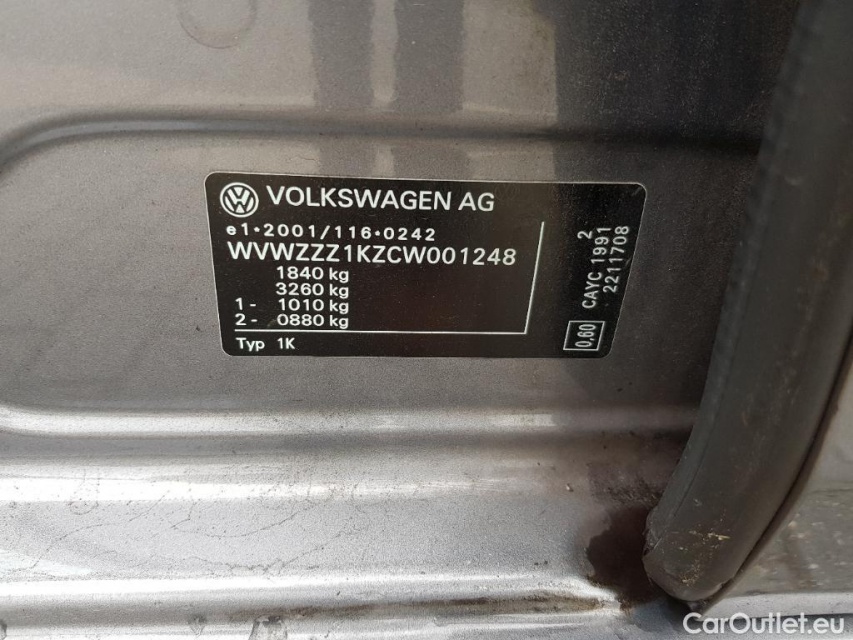 VOLKSWAGEN AG
e1*2001/116*0242
WVWZZZ1KZCW001248
1840 kg
3260 kg
1 - 1010 kg
2 - 0880 kg
Typ 1K
2
CAYC 1991
2211708
0,60
CarOutlet.eu